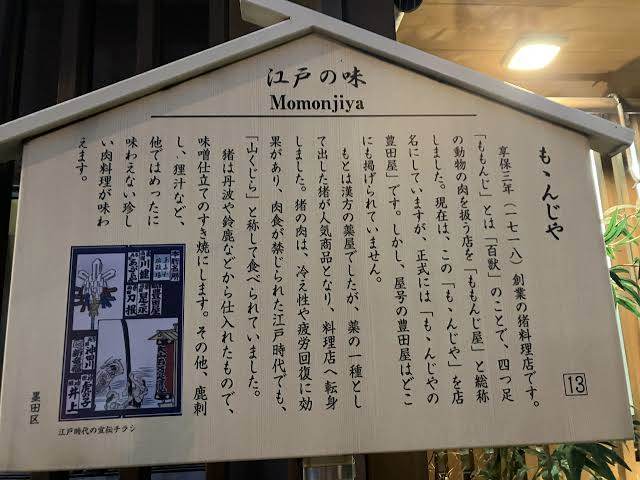 江戸の味
Momonjiya
もゝんじや
享保三年（一七一八）創業の猪料理店です。
「ももんじ」とは「百獣」のことで、四つ足
の動物の肉を扱う店を「ももんじ屋」と総称
しました。現在は、この「もゝんじや」を店
名にしていますが、正式には「もゝんじやの
豊田屋」です。しかし、屋号の豊田屋はどこ
にも揚げられていません。
もとは漢方の薬屋でしたが、薬の一種とし
て出した猪が人気商品となり、料理店へ転身
しました。猪の肉は、冷え性や疲労回復に効
果があり、肉食が禁じられた江戸時代でも、
「山くじら」と称して食べられていました。
猪は丹波や鈴鹿などから仕入れたもので、
味噌仕立てのすき焼にします。その他、鹿刺
し、狸汁など、
他ではめったに
味わえない珍し
い肉料理が味わ
えます。
13
江戸時代の宣伝チラシ
墨田区